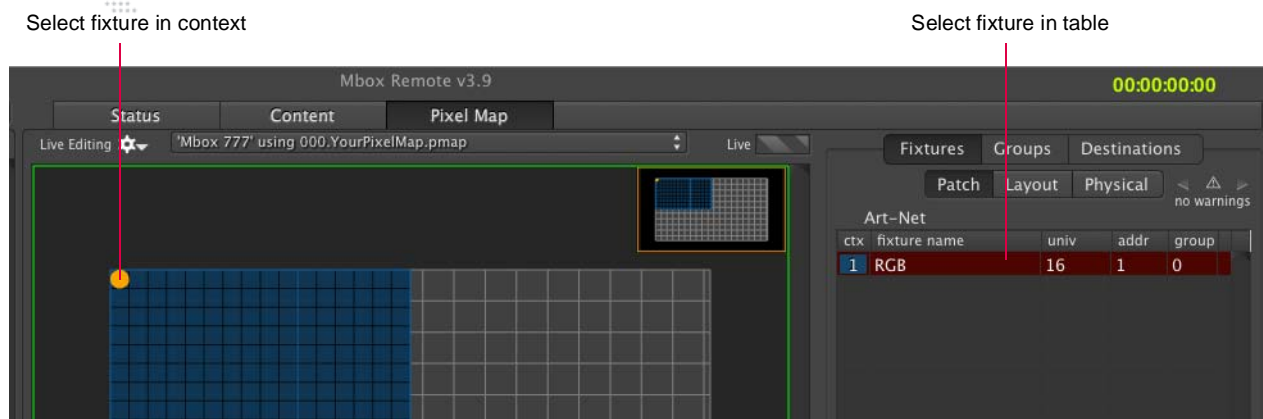 Select fixture in context
Select fixture in table
Mbox Remote v3.9
00:00:00:00
Status
Content
Pixel Map
Live Editing
'Mbox 777' using 000.YourPixelMap.pmap
Live
Fixtures
Groups
Destinations
Patch
Layout
Physical
no warnings
Art-Net
ctx fixture name univ addr group
1 RGB 16 1 0